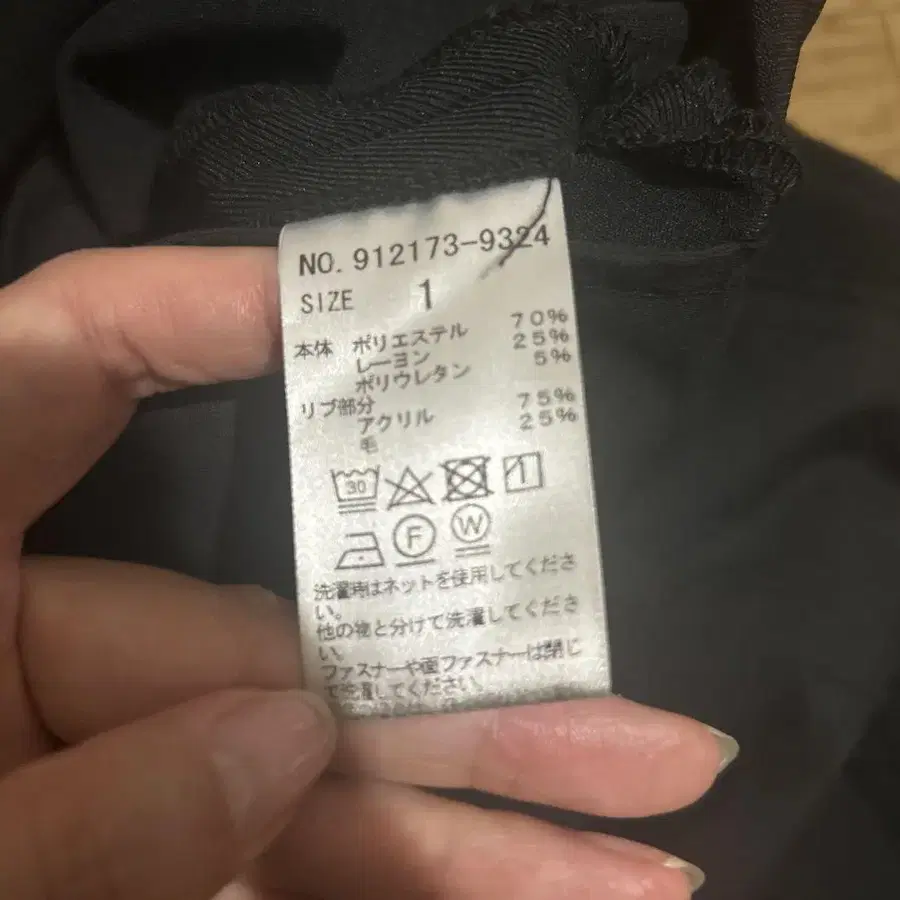 NO. 912173-9324
SIZE 1
本体 ポリエステル 70%
レーヨン 25%
ポリウレタン 5%
リブ部分
アクリル 75%
毛 25%
30
F W
洗濯時はネットを使用してくださ
い。
他の物と分けて洗濯してくださ
い。
ファスナーや面ファスナーは閉じ
て洗濯してください。